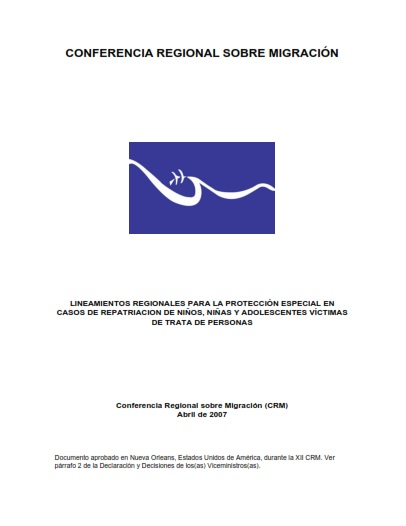 CONFERENCIA REGIONAL SOBRE MIGRACIÓN
LINEAMIENTOS REGIONALES PARA LA PROTECCIÓN ESPECIAL EN
CASOS DE REPATRIACION DE NIÑOS, NIÑAS Y ADOLESCENTES VÍCTIMAS
DE TRATA DE PERSONAS
Conferencia Regional sobre Migración (CRM)
Abril de 2007
Documento aprobado en Nueva Orleans, Estados Unidos de América, durante la XII CRM. Ver
párrafo 2 de la Declaración y Decisiones de los(as) Viceministros(as).